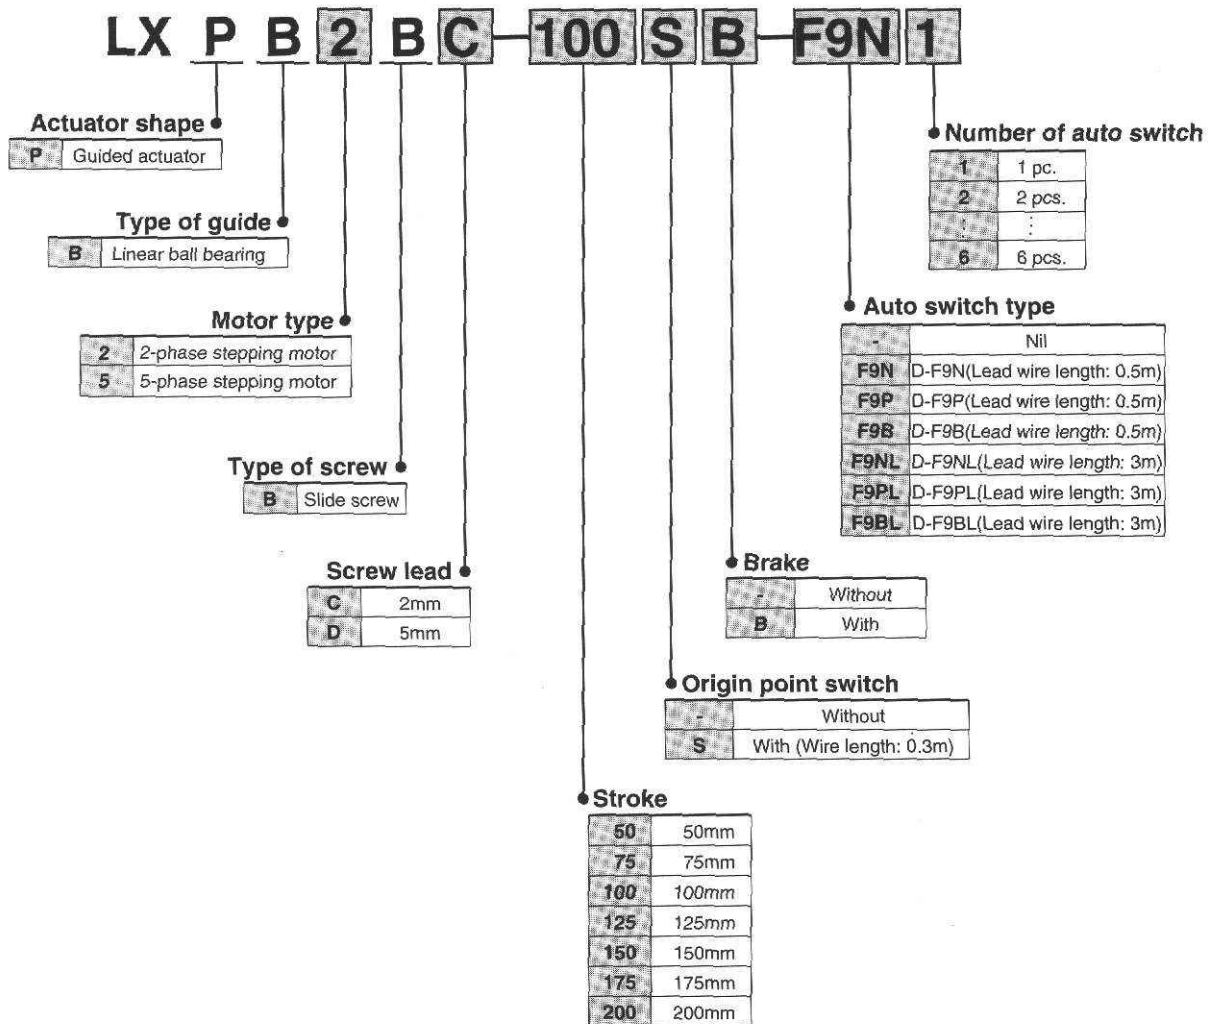 LX P B 2 B C-100 S B-F9N 1
Actuator shape
P Guided actuator
Type of guide
B Linear ball bearing
Motor type
2 2-phase stepping motor
5 5-phase stepping motor
Type of screw
B Slide screw
Screw lead
C 2mm
D 5mm
Stroke
50 50mm
75 75mm
100 100mm
125 125mm
150 150mm
175 175mm
200 200mm
Origin point switch
- Without
S With (Wire length: 0.3m)
Brake
- Without
B With
Auto switch type
- Nil
F9N D-F9N(Lead wire length: 0.5m)
F9P D-F9P(Lead wire length: 0.5m)
F9B D-F9B(Lead wire length: 0.5m)
F9NL D-F9NL(Lead wire length: 3m)
F9PL D-F9PL(Lead wire length: 3m)
F9BL D-F9BL(Lead wire length: 3m)
Number of auto switch
1 1 pc.
2 2 pcs.
: :
6 6 pcs.